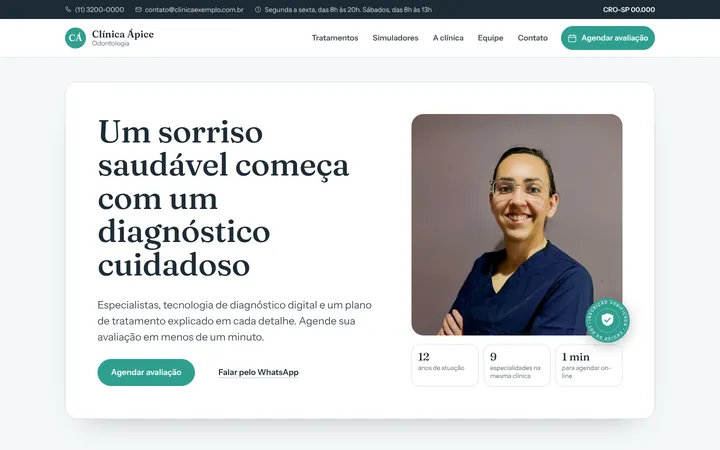 (11) 3200-0000
contato@clinicaexemplo.com.br
Segunda a sexta, das 8h às 20h. Sábados, das 8h às 13h
CRO-SP 00.000
CÁ
Clínica Ápice
Odontologia
Tratamentos
Simuladores
A clínica
Equipe
Contato
Agendar avaliação
Um sorriso
saudável começa
com um
diagnóstico
cuidadoso
Especialistas, tecnologia de diagnóstico digital e um plano
de tratamento explicado em cada detalhe. Agende sua
avaliação em menos de um minuto.
Agendar avaliação
Falar pelo WhatsApp
INSCRIÇÃO VERIFICADA
12
anos de atuação
9
especialidades na
mesma clínica
1 min
para agendar on-
line